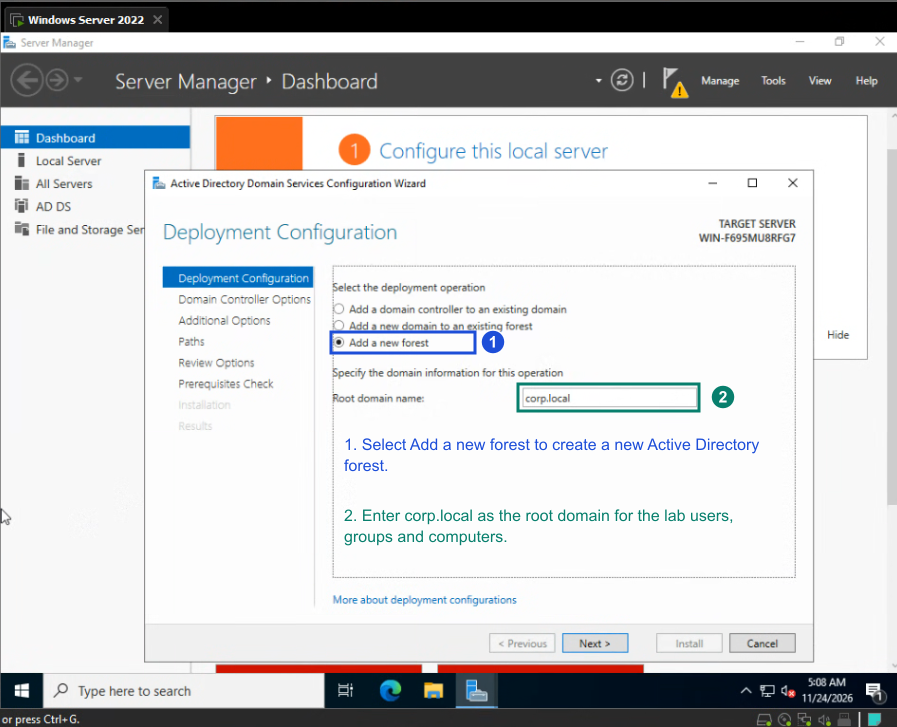 Windows Server 2022
Server Manager
Server Manager • Dashboard
Manage Tools View Help
Dashboard
Local Server
All Servers
AD DS
File and Storage Ser
1 Configure this local server
Hide
Active Directory Domain Services Configuration Wizard
Deployment Configuration
TARGET SERVER
WIN-F695MU8RFG7
Deployment Configuration
Domain Controller Options
Additional Options
Paths
Review Options
Prerequisites Check
Installation
Results
Select the deployment operation
Add a domain controller to an existing domain
Add a new domain to an existing forest
Add a new forest 1
Specify the domain information for this operation
Root domain name: corp.local 2
1. Select Add a new forest to create a new Active Directory
forest.
2. Enter corp.local as the root domain for the lab users,
groups and computers.
More about deployment configurations
< Previous Next > Install Cancel
Type here to search
5:08 AM
11/24/2026
1
or press Ctrl+G.